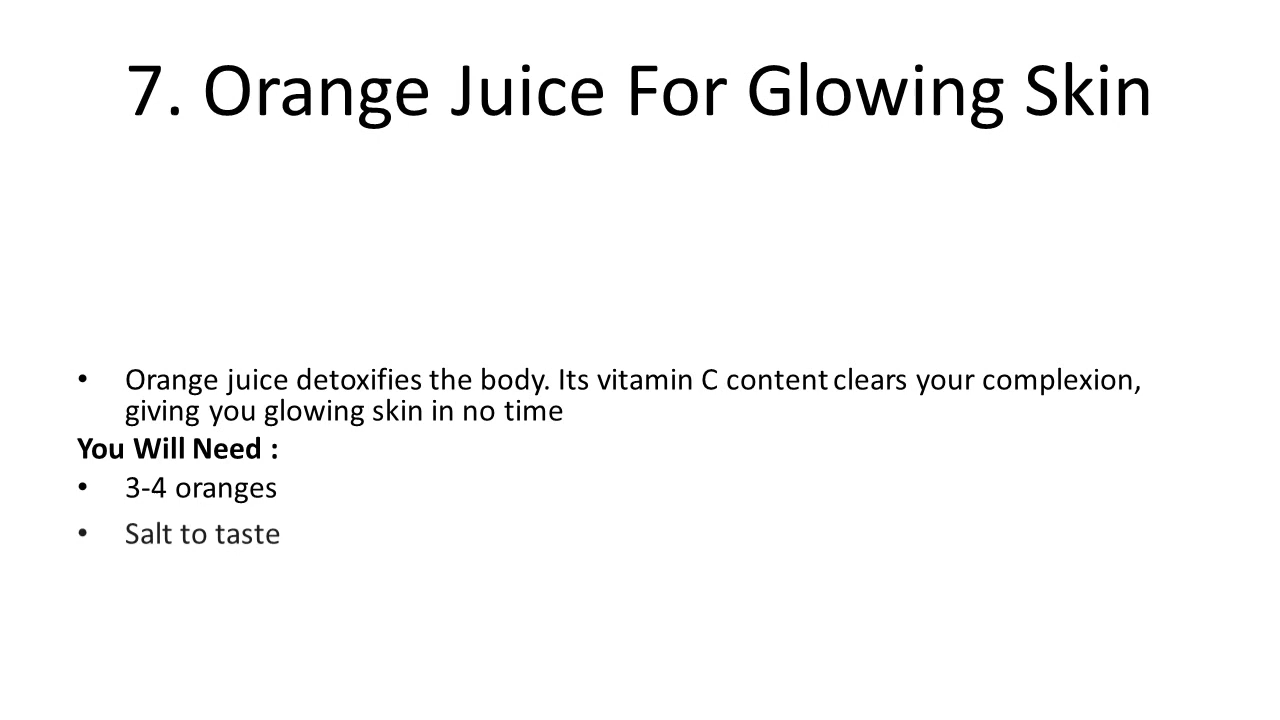 7. Orange Juice For Glowing Skin
• Orange juice detoxifies the body. Its vitamin C content clears your complexion,
giving you glowing skin in no time
You Will Need :
• 3-4 oranges
• Salt to taste